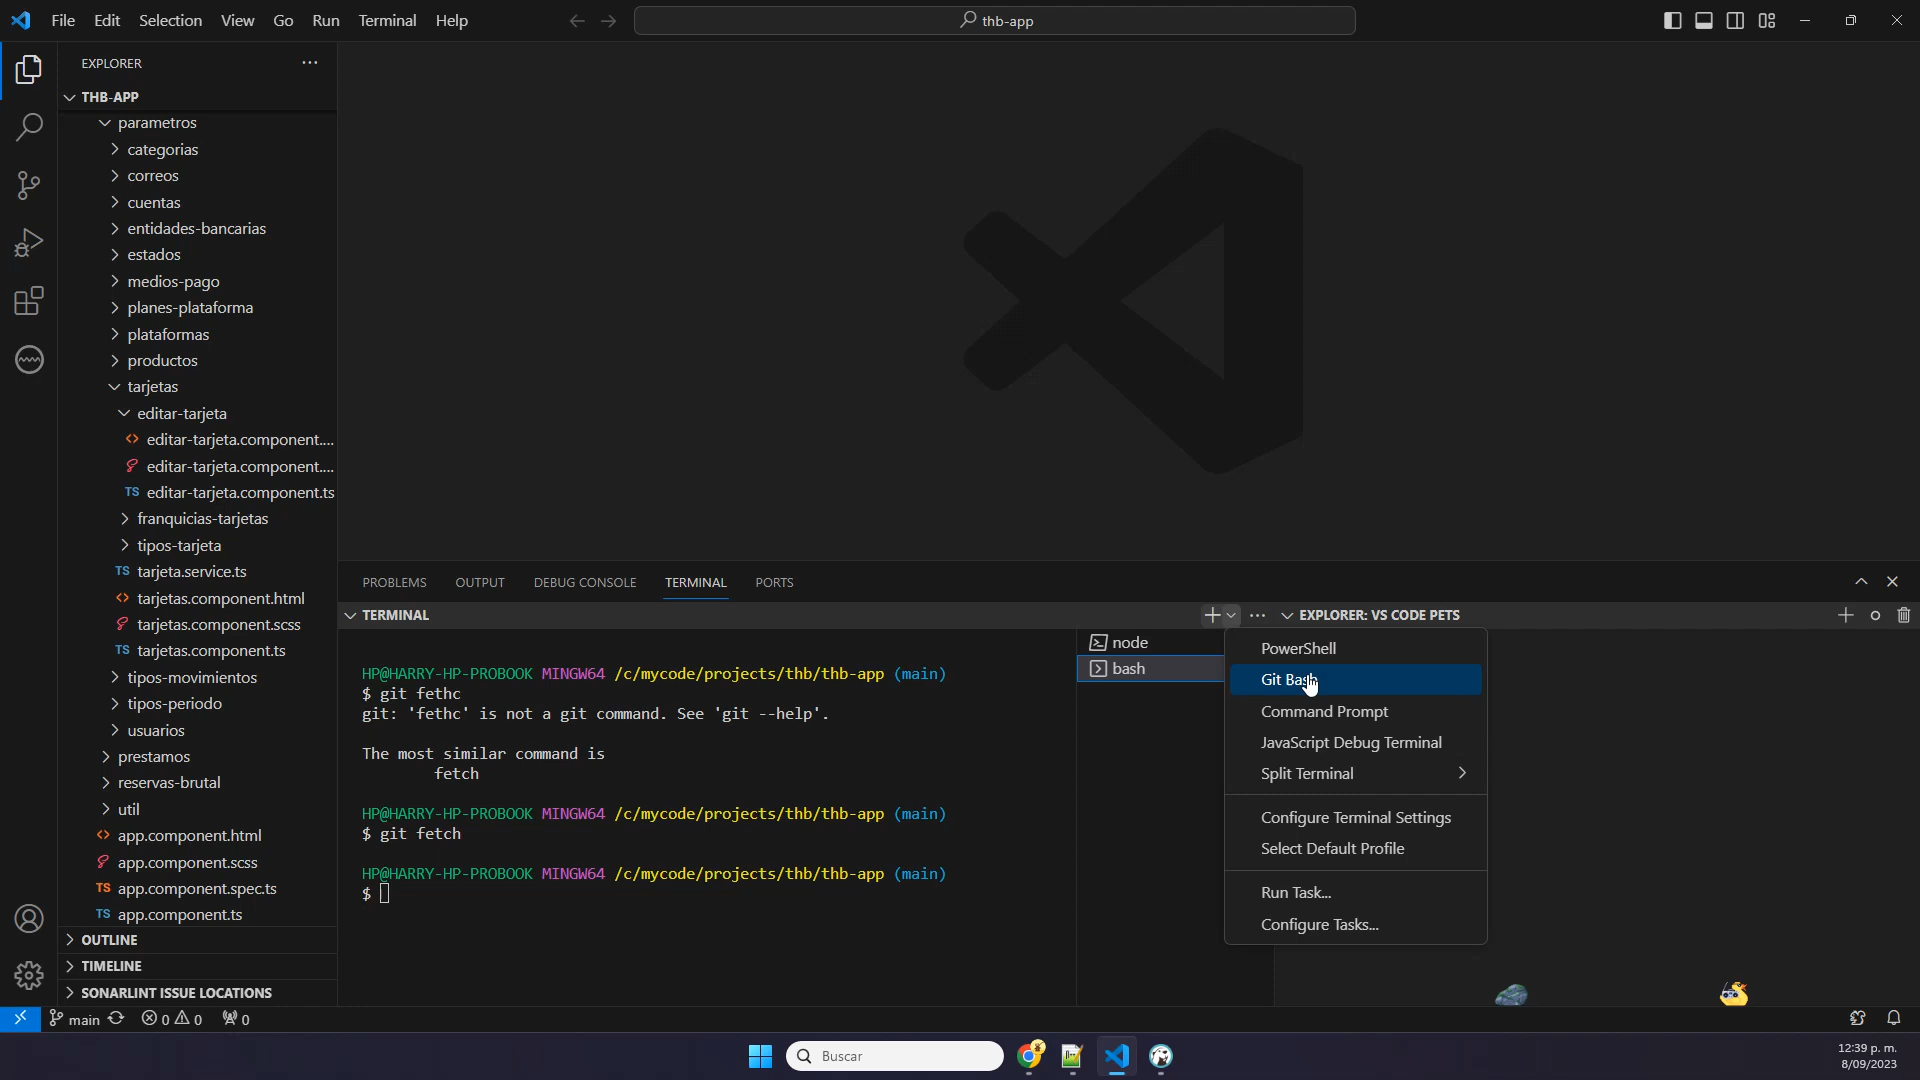 File Edit Selection View Go Run Terminal Help
thb-app
EXPLORER
THB-APP
parametros
categorias
correos
cuentas
entidades-bancarias
estados
medios-pago
planes-plataforma
plataformas
productos
tarjetas
editar-tarjeta
editar-tarjeta.component....
editar-tarjeta.component....
TS editar-tarjeta.component.ts
franquicias-tarjetas
tipos-tarjeta
TS tarjeta.service.ts
tarjetas.component.html
tarjetas.component.scss
TS tarjetas.component.ts
tipos-movimientos
tipos-periodo
usuarios
prestamos
reservas-brutal
util
app.component.html
app.component.scss
TS app.component.spec.ts
TS app.component.ts
OUTLINE
TIMELINE
SONARLINT ISSUE LOCATIONS
PROBLEMS OUTPUT DEBUG CONSOLE TERMINAL PORTS
TERMINAL
HP@HARRY-HP-PROBOOK MINGW64 /c/mycode/projects/thb/thb-app (main)
$ git fethc
git: 'fethc' is not a git command. See 'git --help'.
The most similar command is
fetch
HP@HARRY-HP-PROBOOK MINGW64 /c/mycode/projects/thb/thb-app (main)
$ git fetch
HP@HARRY-HP-PROBOOK MINGW64 /c/mycode/projects/thb/thb-app (main)
$
node
bash
EXPLORER: VS CODE PETS
PowerShell
Git Bash
Command Prompt
JavaScript Debug Terminal
Split Terminal
Configure Terminal Settings
Select Default Profile
Run Task...
Configure Tasks...
main 0 0 0
Buscar
12:39 p. m.
8/09/2023